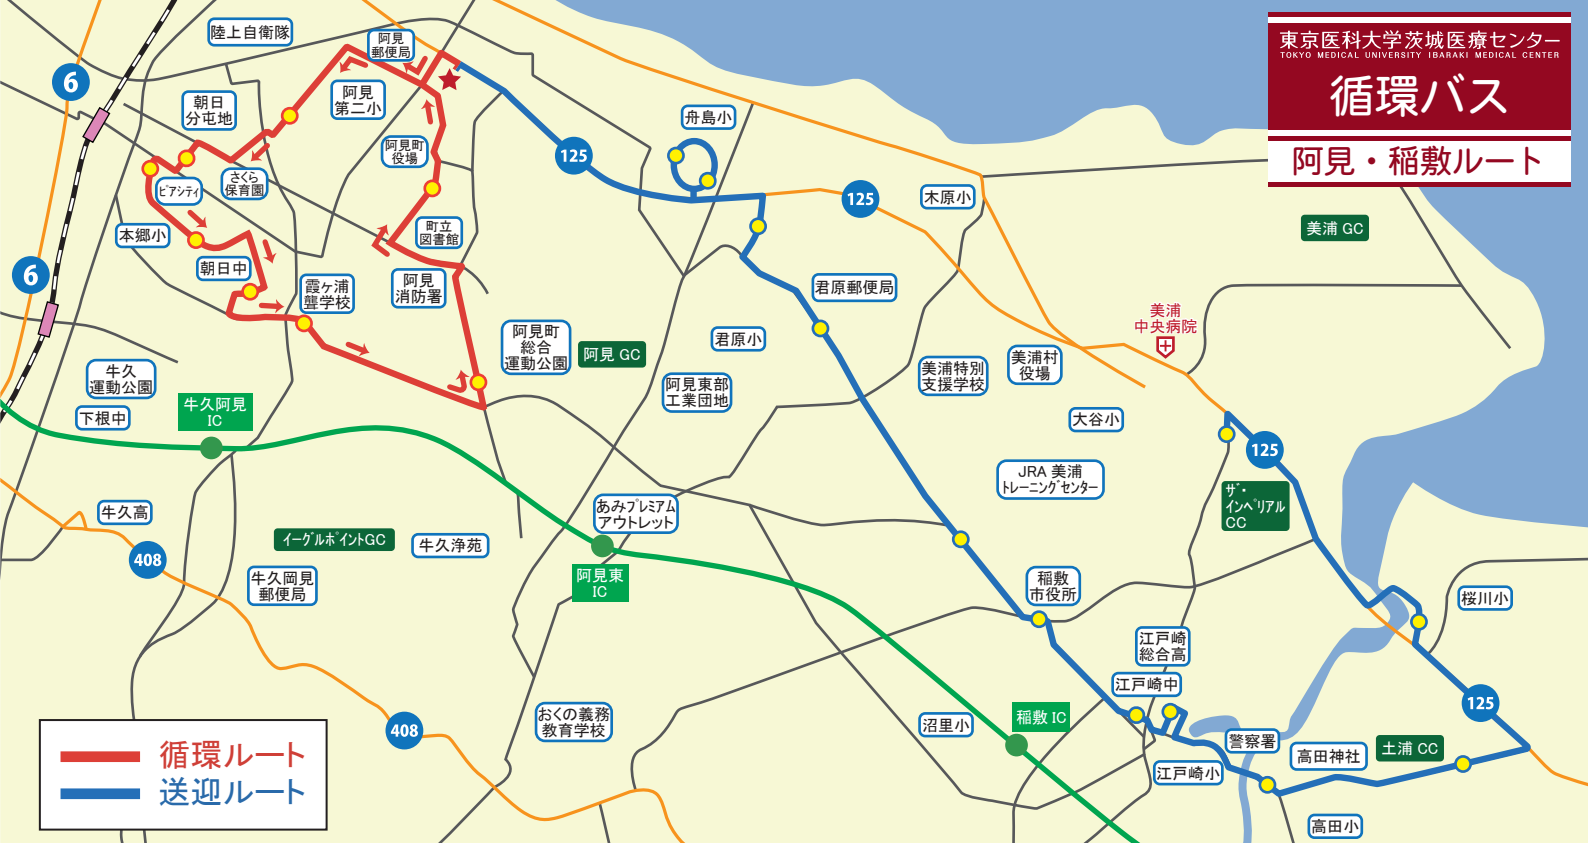 東京医科大学茨城医療センター
TOKYO MEDICAL UNIVERSITY IBARAKI MEDICAL CENTER
循環バス
阿見・稲敷ルート
陸上自衛隊
阿見
郵便局
6
朝日
分屯地
阿見
第二小
舟島小
125
阿見町
役場
さくら
保育園
ピアシティ
125
木原小
本郷小
町立
図書館
美浦 GC
6
朝日中
霞ヶ浦
聾学校
阿見
消防署
君原郵便局
美浦
中央病院
阿見町
総合
運動公園
阿見 GC
君原小
牛久
運動公園
阿見東部
工業団地
美浦特別
支援学校
美浦村
役場
下根中
牛久阿見
IC
大谷小
125
JRA 美浦
トレーニングセンター
ザ・
インペリアル
CC
牛久高
あみプレミアム
アウトレット
イーグルポイントGC
牛久浄苑
408
牛久岡見
郵便局
阿見東
IC
稲敷
市役所
桜川小
江戸崎
総合高
江戸崎中
おくの義務
教育学校
408
沼里小
稲敷 IC
125
警察署
高田神社
土浦 CC
江戸崎小
高田小
循環ルート
送迎ルート